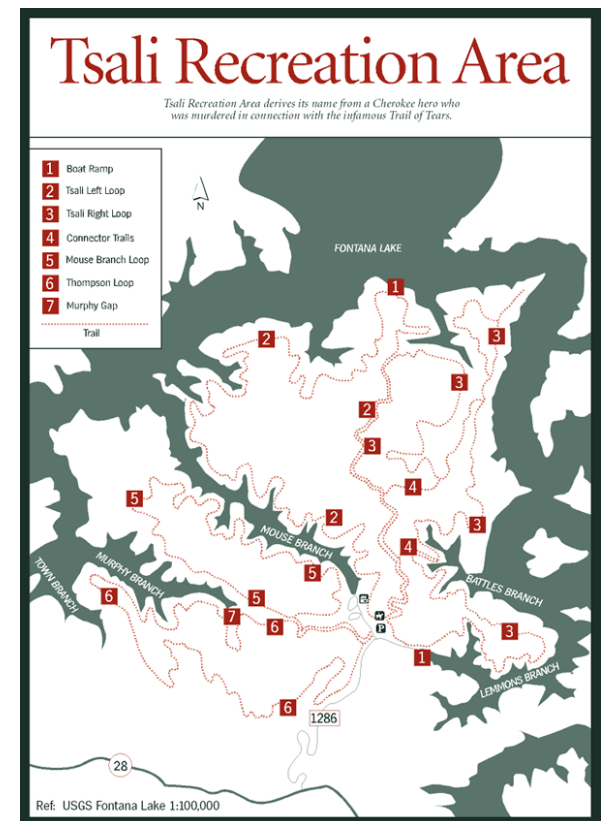 Tsali Recreation Area
Tsali Recreation Area derives its name from a Cherokee hero who
was murdered in connection with the infamous Trail of Tears.
1 Boat Ramp
2 Tsali Left Loop
3 Tsali Right Loop
4 Connector Trails
5 Mouse Branch Loop
6 Thompson Loop
7 Murphy Gap
Trail
N
FONTANA LAKE
1
3
2
3
2
3
4
5
2
3
MOUSE BRANCH
4
5
MURPHY BRANCH
TOWN BRANCH
BATTLES BRANCH
6
5
7
6
P
3
1
LEMMONS BRANCH
6
1286
28
Ref: USGS Fontana Lake 1:100,000